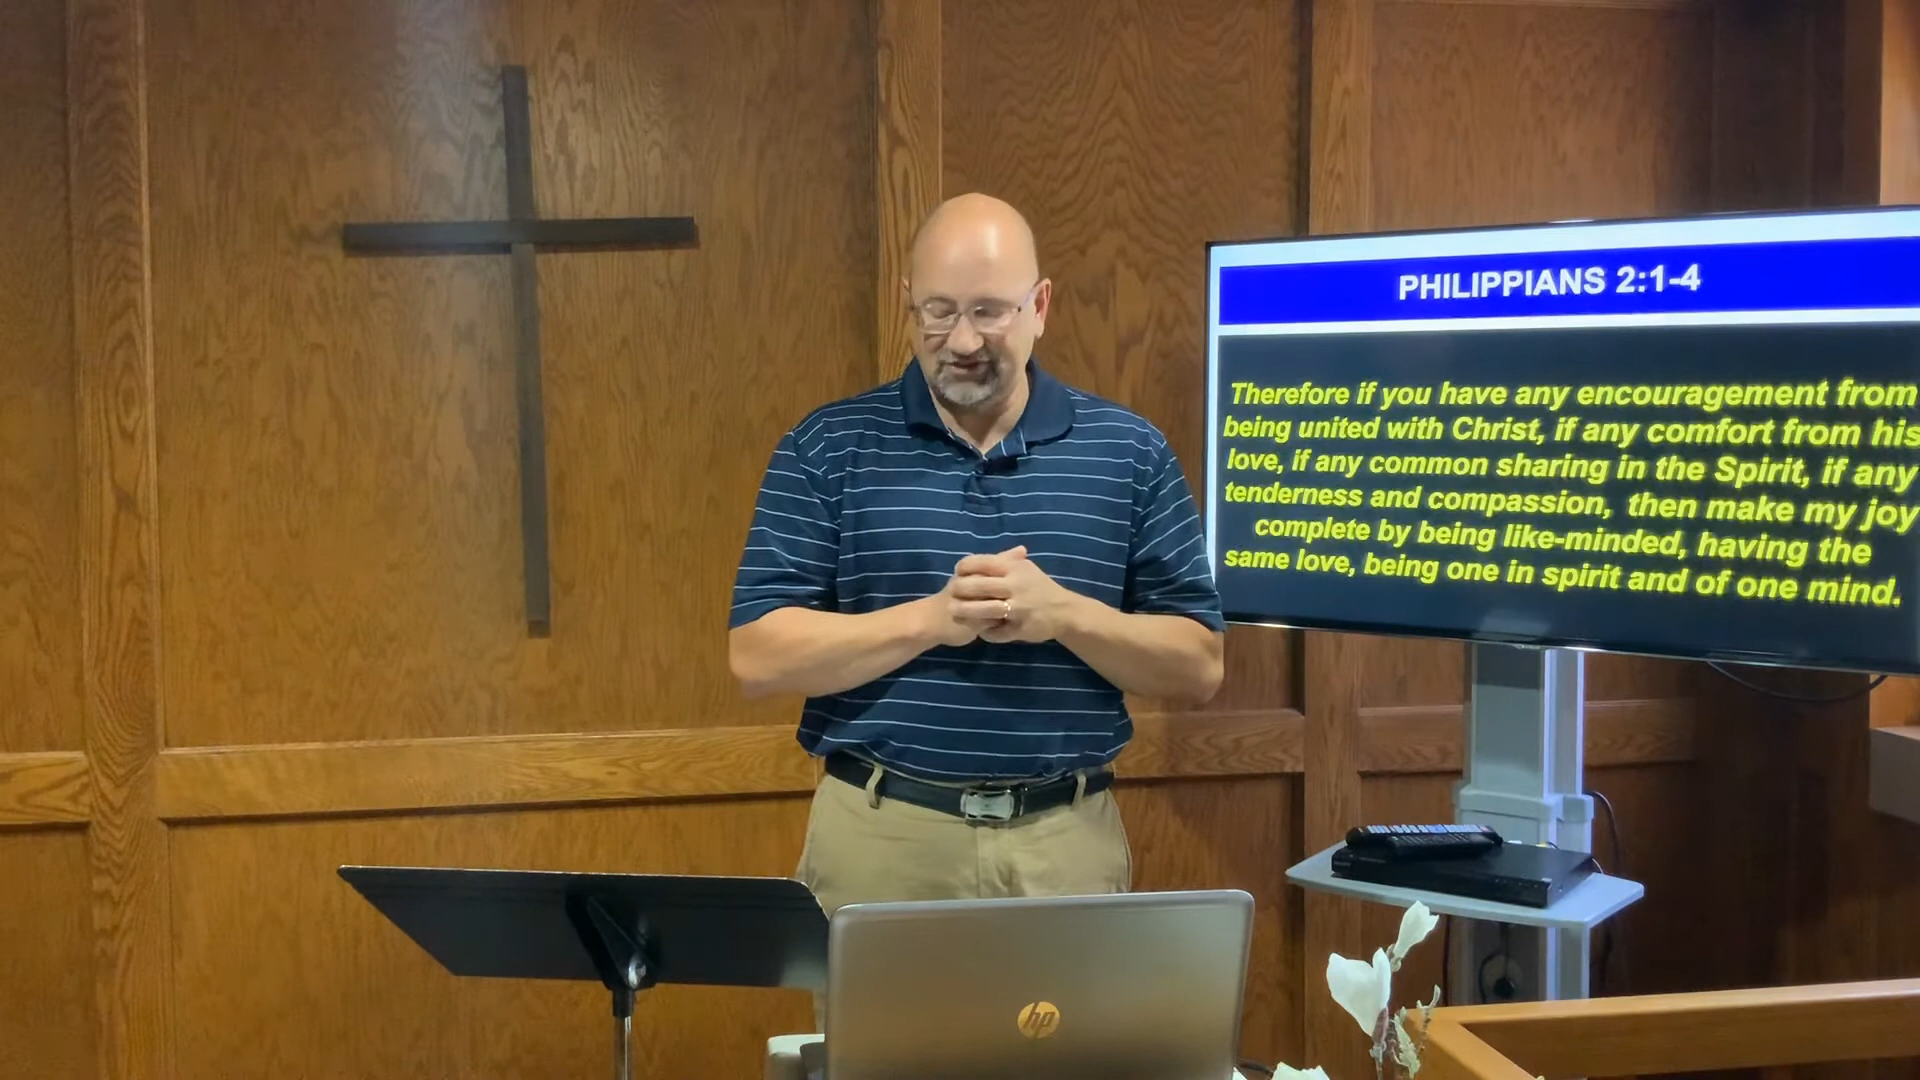 PHILIPPIANS 2:1-4
Therefore if you have any encouragement from
being united with Christ, if any comfort from his
love, if any common sharing in the Spirit, if any
tenderness and compassion, then make my joy
complete by being like-minded, having the
same love, being one in spirit and of one mind.
hp